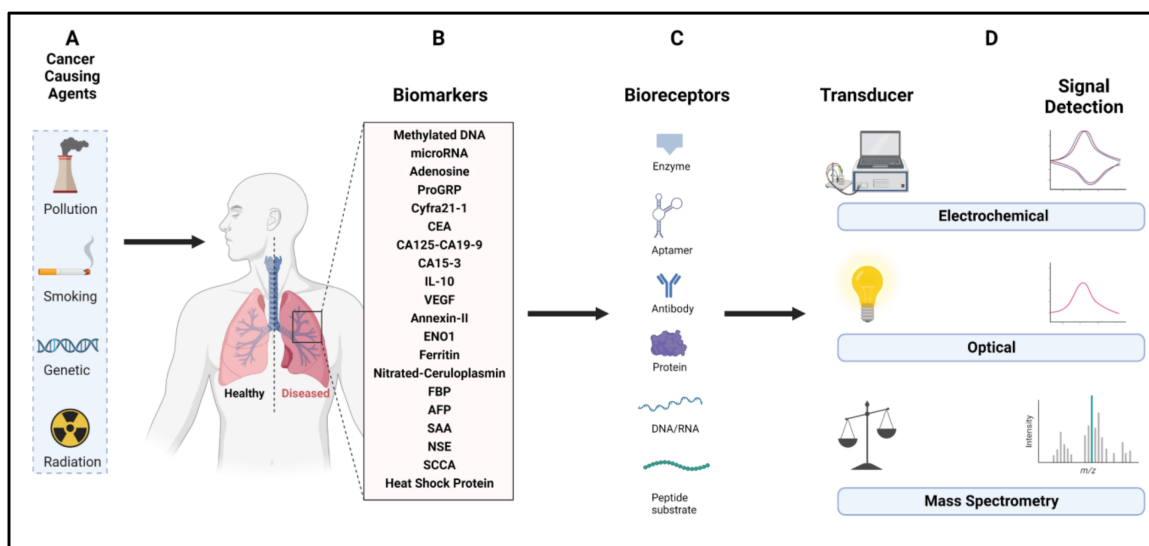 A
Cancer
Causing
Agents
Pollution
Smoking
Genetic
Radiation
Healthy
Diseased
B
Biomarkers
Methylated DNA
microRNA
Adenosine
ProGRP
Cyfra21-1
CEA
CA125-CA19-9
CA15-3
IL-10
VEGF
Annexin-II
ENO1
Ferritin
Nitrated-Ceruloplasmin
FBP
AFP
SAA
NSE
SCCA
Heat Shock Protein
C
Bioreceptors
Enzyme
Aptamer
Antibody
Protein
DNA/RNA
Peptide
substrate
D
Transducer
Signal
Detection
Electrochemical
Optical
Intensity
m/z
Mass Spectrometry